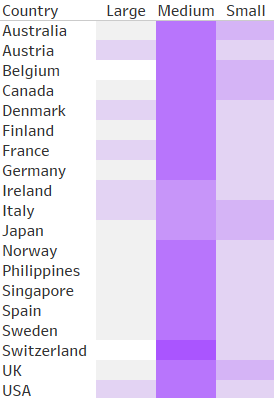 Country Large Medium Small
Australia
Austria
Belgium
Canada
Denmark
Finland
France
Germany
Ireland
Italy
Japan
Norway
Philippines
Singapore
Spain
Sweden
Switzerland
UK
USA